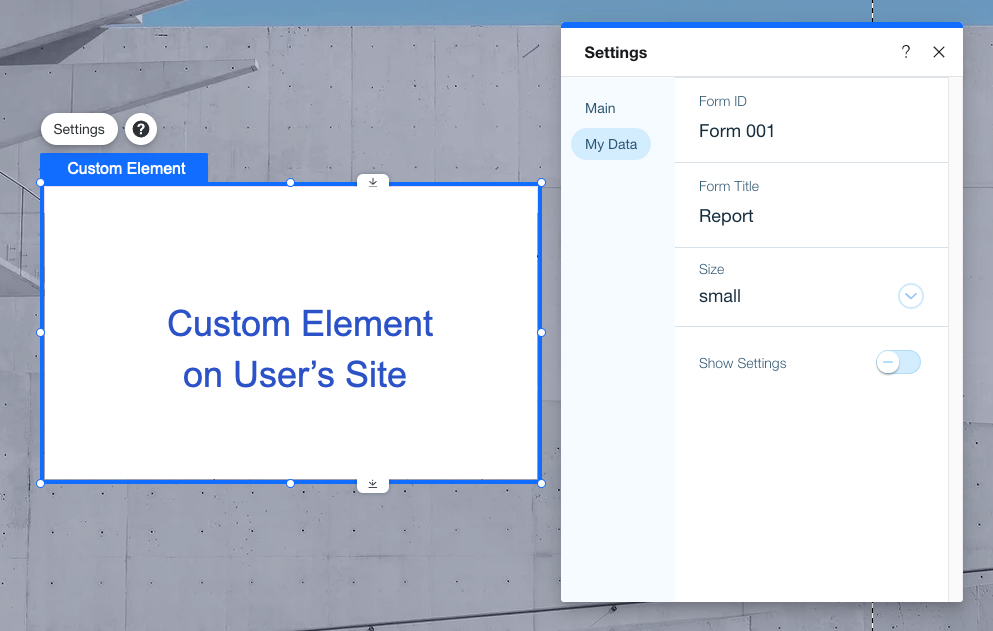 Settings
?
Custom Element
Custom Element
on User’s Site
Settings
?
Main
My Data
Form ID
Form 001
Form Title
Report
Size
small
Show Settings